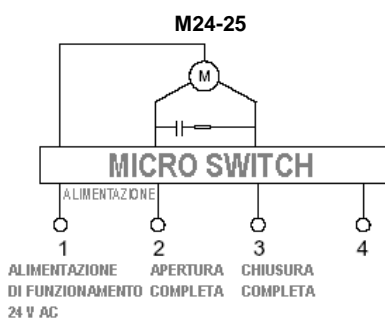 M24-25
M
MICRO SWITCH
ALIMENTAZIONE
1 2 3 4
ALIMENTAZIONE APERTURA CHIUSURA
DI FUNZIONAMENTO COMPLETA COMPLETA
24 V AC